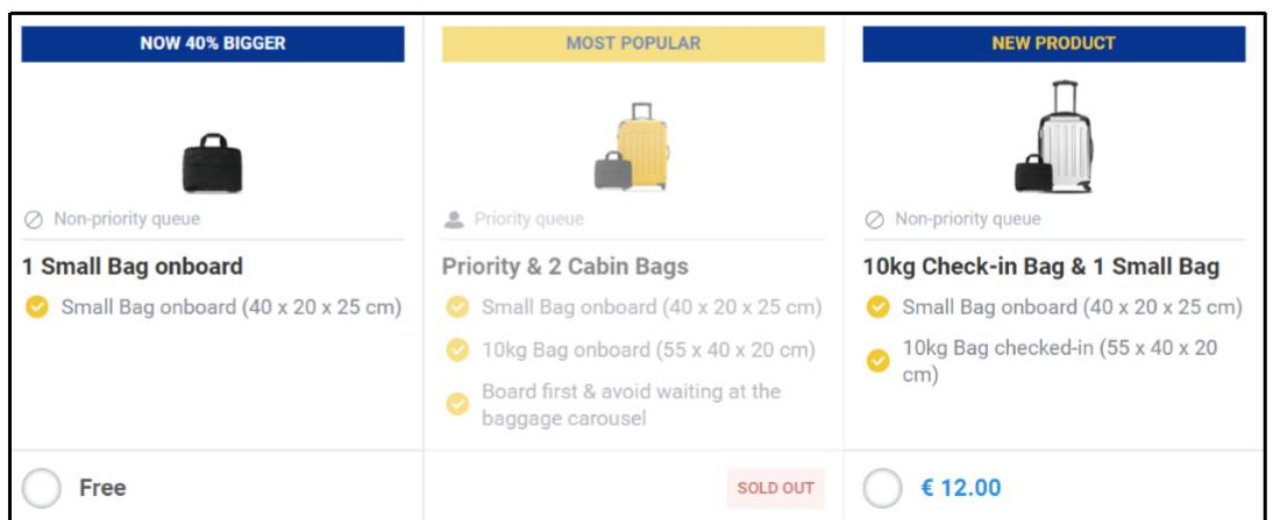 NOW 40% BIGGER
Non-priority queue
1 Small Bag onboard
Small Bag onboard (40 x 20 x 25 cm)
Free
MOST POPULAR
Priority queue
Priority & 2 Cabin Bags
Small Bag onboard (40 x 20 x 25 cm)
10kg Bag onboard (55 x 40 x 20 cm)
Board first & avoid waiting at the
baggage carousel
SOLD OUT
NEW PRODUCT
Non-priority queue
10kg Check-in Bag & 1 Small Bag
Small Bag onboard (40 x 20 x 25 cm)
10kg Bag checked-in (55 x 40 x 20
cm)
€ 12.00